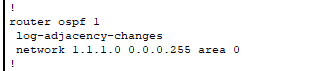 !
router ospf 1
 log-adjacency-changes
 network 1.1.1.0 0.0.0.255 area 0
!